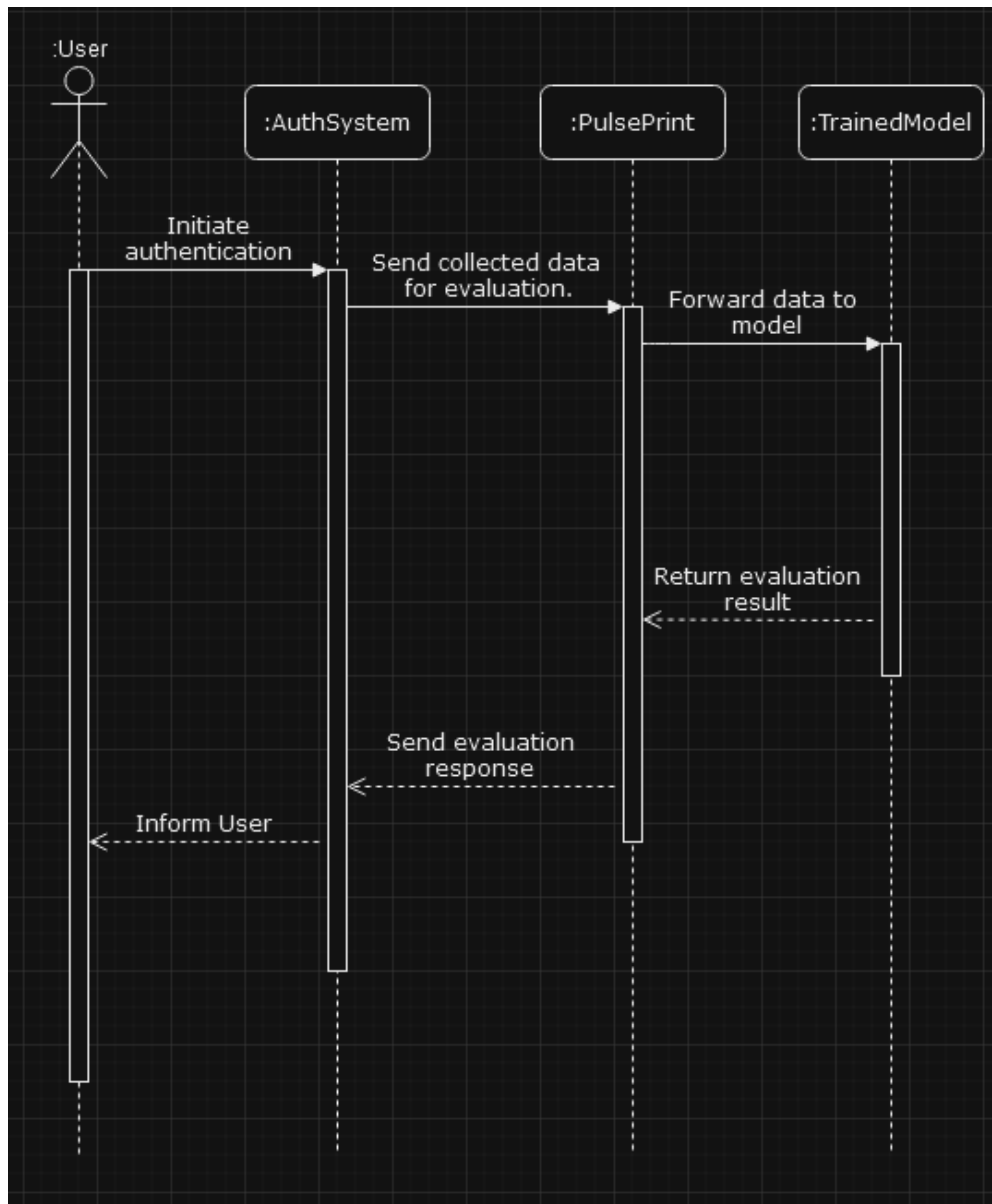 :User
:AuthSystem
:PulsePrint
:TrainedModel
Initiate
authentication
Send collected data
for evaluation.
Forward data to
model
Return evaluation
result
Send evaluation
response
Inform User